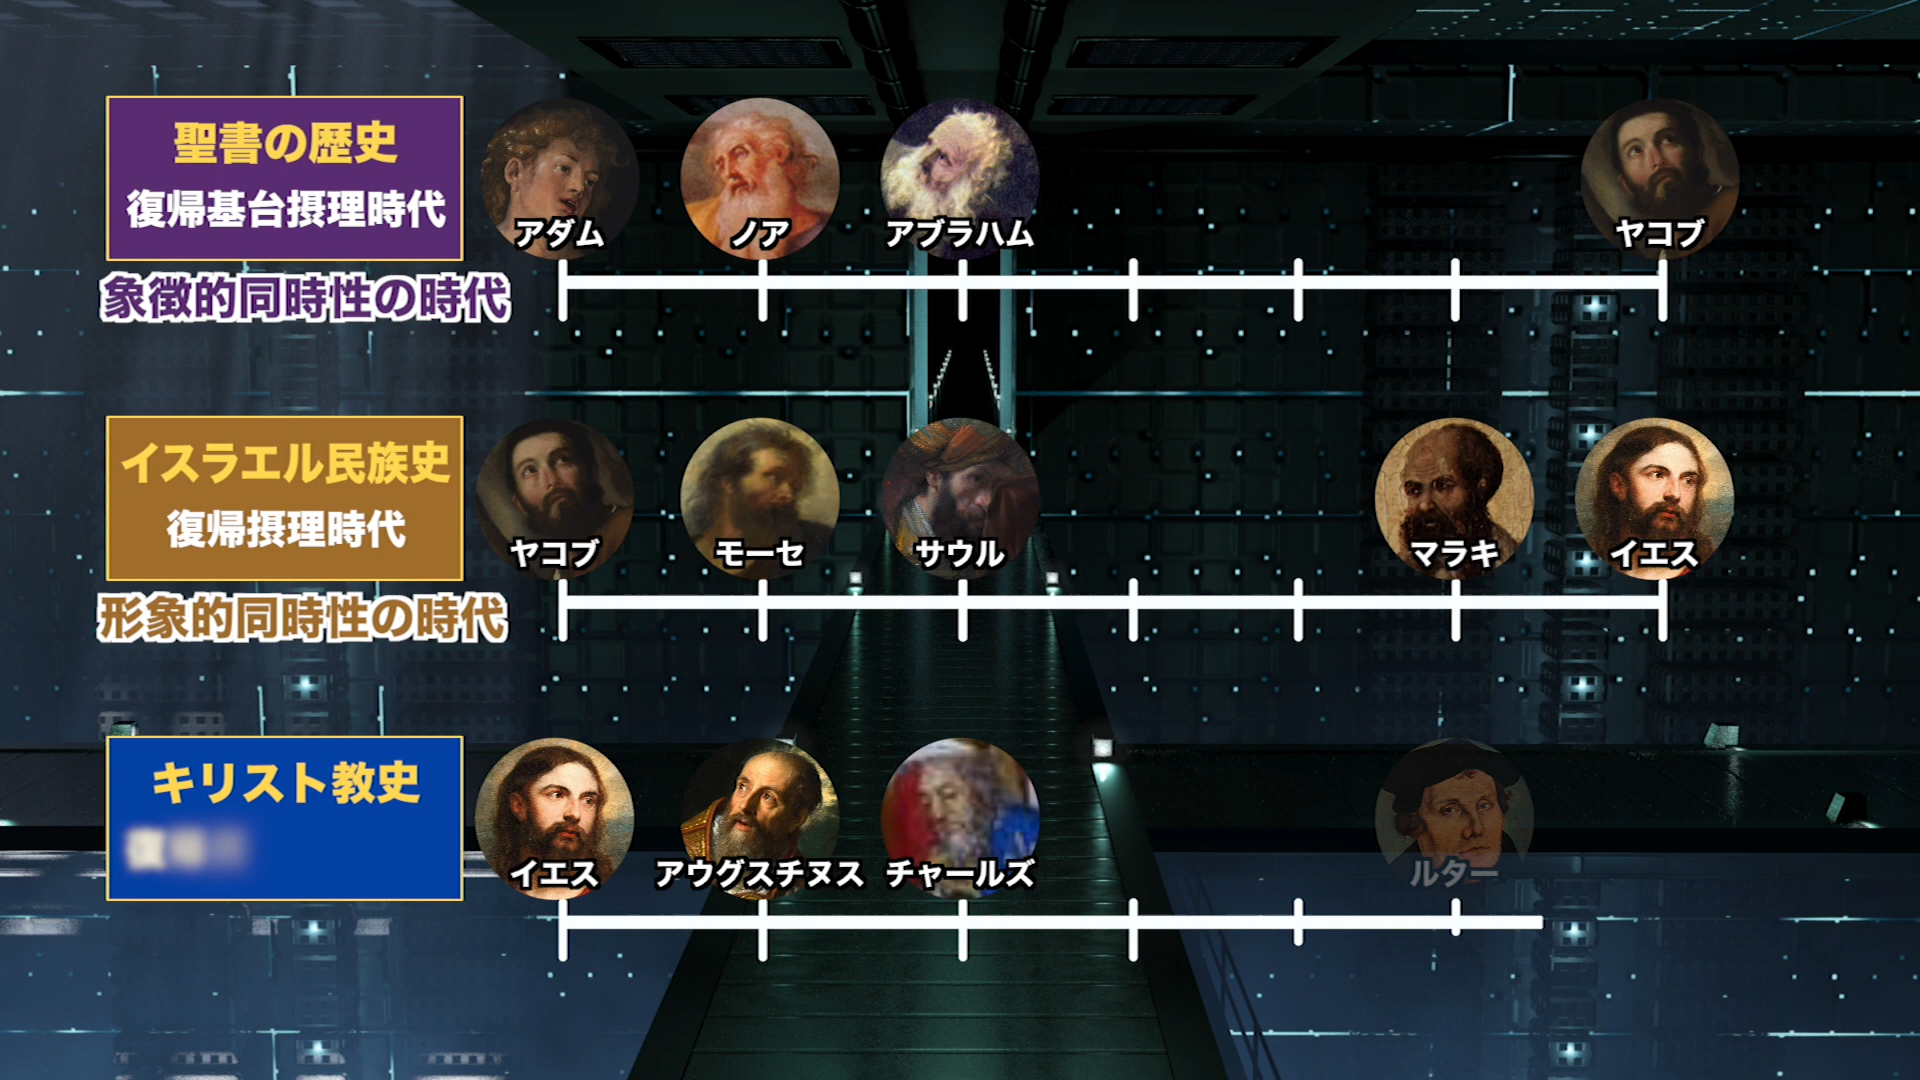 聖書の歴史
復帰基台摂理時代
象徴的同時性の時代
アダム
ノア
アブラハム
ヤコブ
イスラエル民族史
復帰摂理時代
形象的同時性の時代
ヤコブ
モーセ
サウル
マラキ
イエス
キリスト教史
イエス
アウグスチヌス
チャールズ
ルター